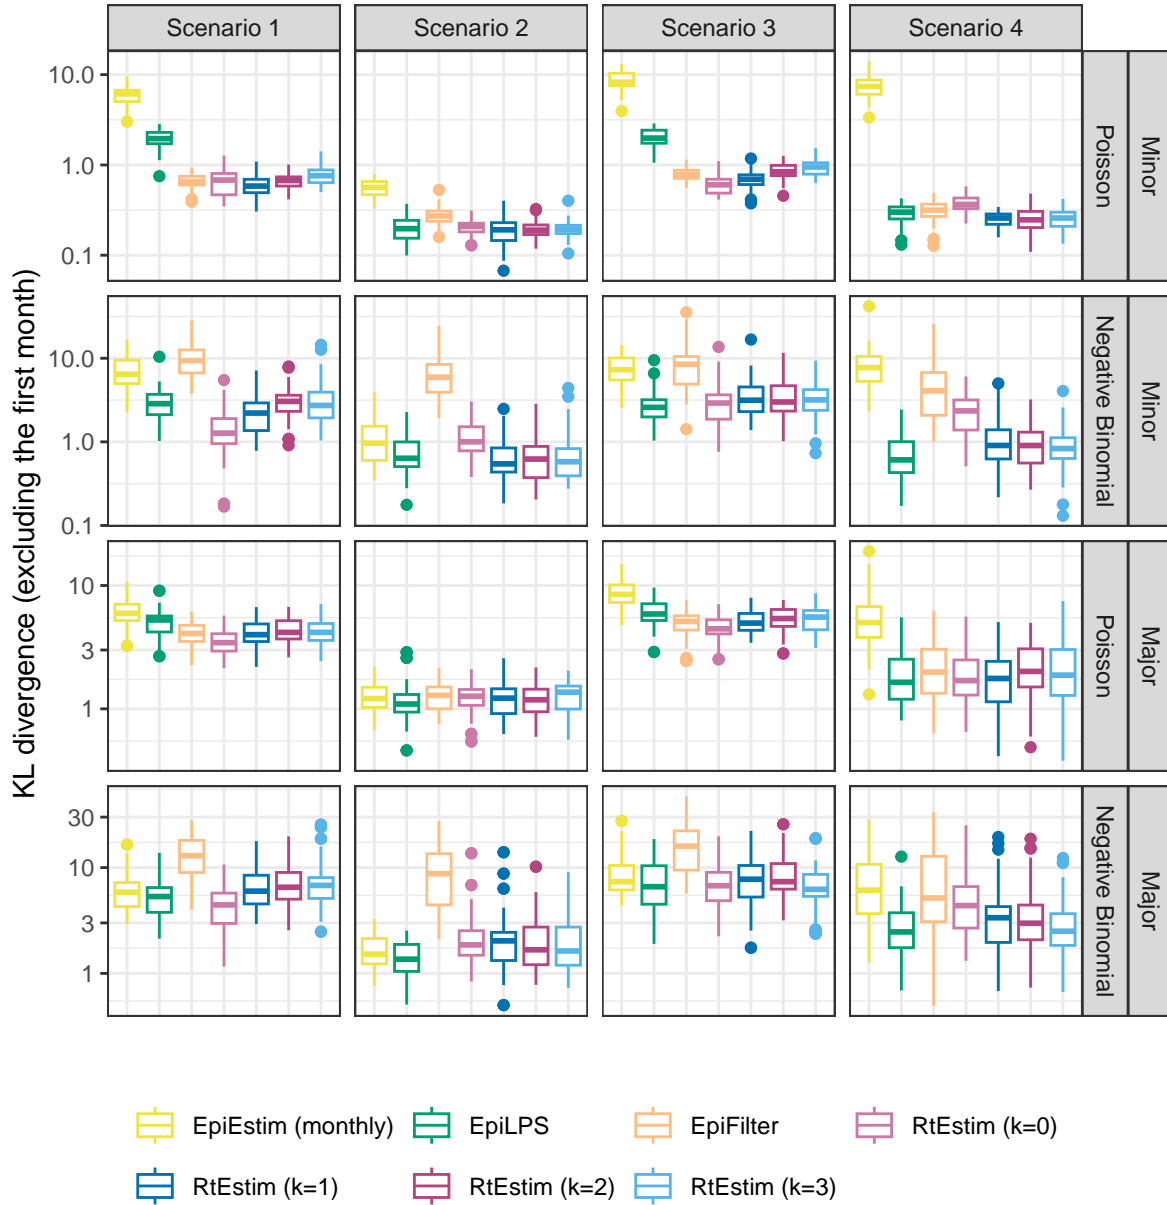 Scenario 1
Scenario 2
Scenario 3
Scenario 4
KL divergence (excluding the first month)
10.0
1.0
0.1
Poisson
Minor
10.0
1.0
0.1
Negative Binomial
Minor
10
3
1
Poisson
Major
30
10
3
1
Negative Binomial
Major
EpiEstim (monthly)
EpiLPS
EpiFilter
RtEstim (k=0)
RtEstim (k=1)
RtEstim (k=2)
RtEstim (k=3)